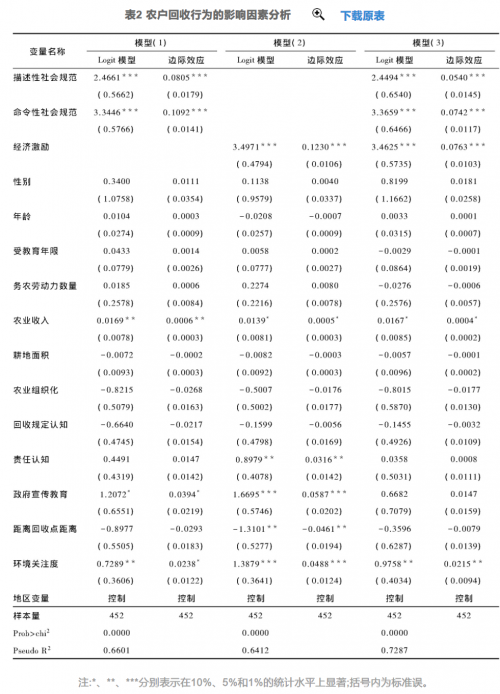 表2 农户回收行为的影响因素分析 下载原表
变量名称 模型(1) 模型(2) 模型(3)
Logit 模型 边际效应 Logit 模型 边际效应 Logit 模型 边际效应
描述性社会规范 2.4661*** 0.0805*** 2.4494*** 0.0540***
(0.5662) (0.0179) (0.6540) (0.0145)
命令性社会规范 3.3446*** 0.1092*** 3.3659*** 0.0742***
(0.5766) (0.0141) (0.6466) (0.0117)
经济激励 3.4971*** 0.1230*** 3.4625*** 0.0763***
(0.4794) (0.0106) (0.5735) (0.0103)
性别 0.3400 0.0111 0.1138 0.0040 0.8199 0.0181
(1.0758) (0.0354) (0.9579) (0.0337) (1.1662) (0.0258)
年龄 0.0104 0.0003 -0.0208 -0.0007 0.0033 0.0001
(0.0274) (0.0009) (0.0257) (0.0009) (0.0315) (0.0007)
受教育年限 0.0433 0.0014 0.0058 0.0002 -0.0029 -0.0001
(0.0779) (0.0026) (0.0777) (0.0027) (0.0864) (0.0019)
务农劳动力数量 0.0185 0.0006 0.2274 0.0080 -0.0276 -0.0006
(0.2578) (0.0084) (0.2216) (0.0078) (0.2576) (0.0057)
农业收入 0.0169** 0.0006** 0.0139* 0.0005* 0.0167* 0.0004*
(0.0078) (0.0003) (0.0081) (0.0003) (0.0085) (0.0002)
耕地面积 -0.0072 -0.0002 -0.0082 -0.0003 -0.0057 -0.0001
(0.0093) (0.0003) (0.0092) (0.0003) (0.0096) (0.0002)
农业组织化 -0.8215 -0.0268 -0.5007 -0.0176 -0.8015 -0.0177
(0.5079) (0.0163) (0.5002) (0.0177) (0.5870) (0.0130)
回收规定认知 -0.6640 -0.0217 -0.1599 -0.0056 -0.1455 -0.0032
(0.4745) (0.0154) (0.4798) (0.0169) (0.4926) (0.0109)
责任认知 0.4491 0.0147 0.8979** 0.0316** 0.0358 0.0008
(0.4319) (0.0142) (0.4078) (0.0142) (0.5031) (0.0111)
政府宣传教育 1.2072* 0.0394* 1.6695*** 0.0587*** 0.6682 0.0147
(0.6551) (0.0219) (0.5746) (0.0202) (0.7079) (0.0159)
距离回收点距离 -0.8977 -0.0293 -1.3101** -0.0461** -0.3596 -0.0079
(0.5505) (0.0183) (0.5277) (0.0194) (0.6287) (0.0139)
环境关注度 0.7289** 0.0238* 1.3879*** 0.0488*** 0.9758** 0.0215**
(0.3606) (0.0122) (0.3641) (0.0124) (0.4034) (0.0094)
地区变量 控制 控制 控制 控制 控制 控制
样本量 452 452 452 452 452 452
Prob>chi² 0.0000 0.0000 0.0000
Pseudo R² 0.6601 0.6412 0.7287
注:*、**、***分别表示在10%、5%和1%的统计水平上显著;括号内为标准误。